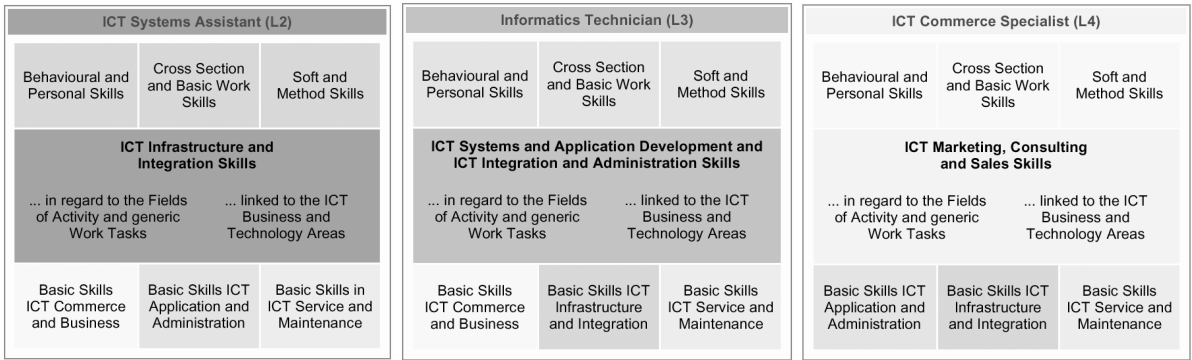 ICT Systems Assistant (L2)
Behavioural and
Personal Skills
Cross Section
and Basic Work
Skills
Soft and
Method Skills
ICT Infrastructure and
Integration Skills
... in regard to the Fields
of Activity and generic
Work Tasks
... linked to the ICT
Business and
Technology Areas
Basic Skills
ICT Commerce
and Business
Basic Skills ICT
Application and
Administration
Basic Skills in
ICT Service and
Maintenance
Informatics Technician (L3)
Behavioural and
Personal Skills
Cross Section
and Basic Work
Skills
Soft and
Method Skills
ICT Systems and Application Development and
ICT Integration and Administration Skills
... in regard to the Fields
of Activity and generic
Work Tasks
... linked to the ICT
Business and
Technology Areas
Basic Skills
ICT Commerce
and Business
Basic Skills ICT
Infrastructure
and Integration
Basic Skills
ICT Service and
Maintenance
ICT Commerce Specialist (L4)
Behavioural and
Personal Skills
Cross Section
and Basic Work
Skills
Soft and
Method Skills
ICT Marketing, Consulting
and Sales Skills
... in regard to the Fields
of Activity and generic
Work Tasks
... linked to the ICT
Business and
Technology Areas
Basic Skills ICT
Application and
Administration
Basic Skills ICT
Infrastructure
and Integration
Basic Skills
ICT Service and
Maintenance